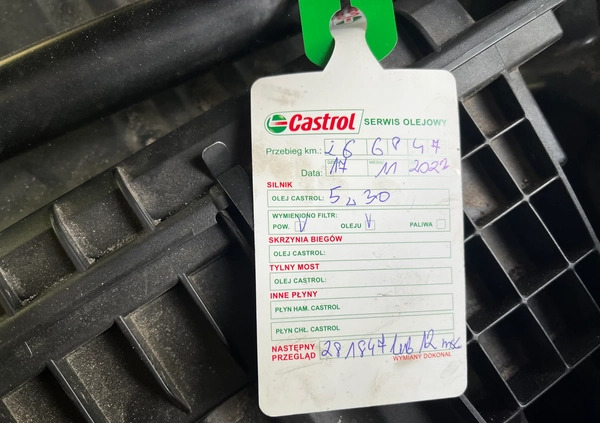 Castrol SERWIS OLEJOWY
Przebieg km.: 266847
Data: 17 11 2022
SILNIK
OLEJ CASTROL: 5w30
WYMIENIONO FILTR:
POW. V OLEJU V PALIWA
SKRZYNIA BIEGÓW
OLEJ CASTROL:
TYLNY MOST
OLEJ CASTROL:
INNE PŁYNY
PŁYN HAM. CASTROL
PŁYN CHŁ. CASTROL
NASTĘPNY PRZEGLĄD 281847 lub 12 msc
WYMIANY DOKONAŁ